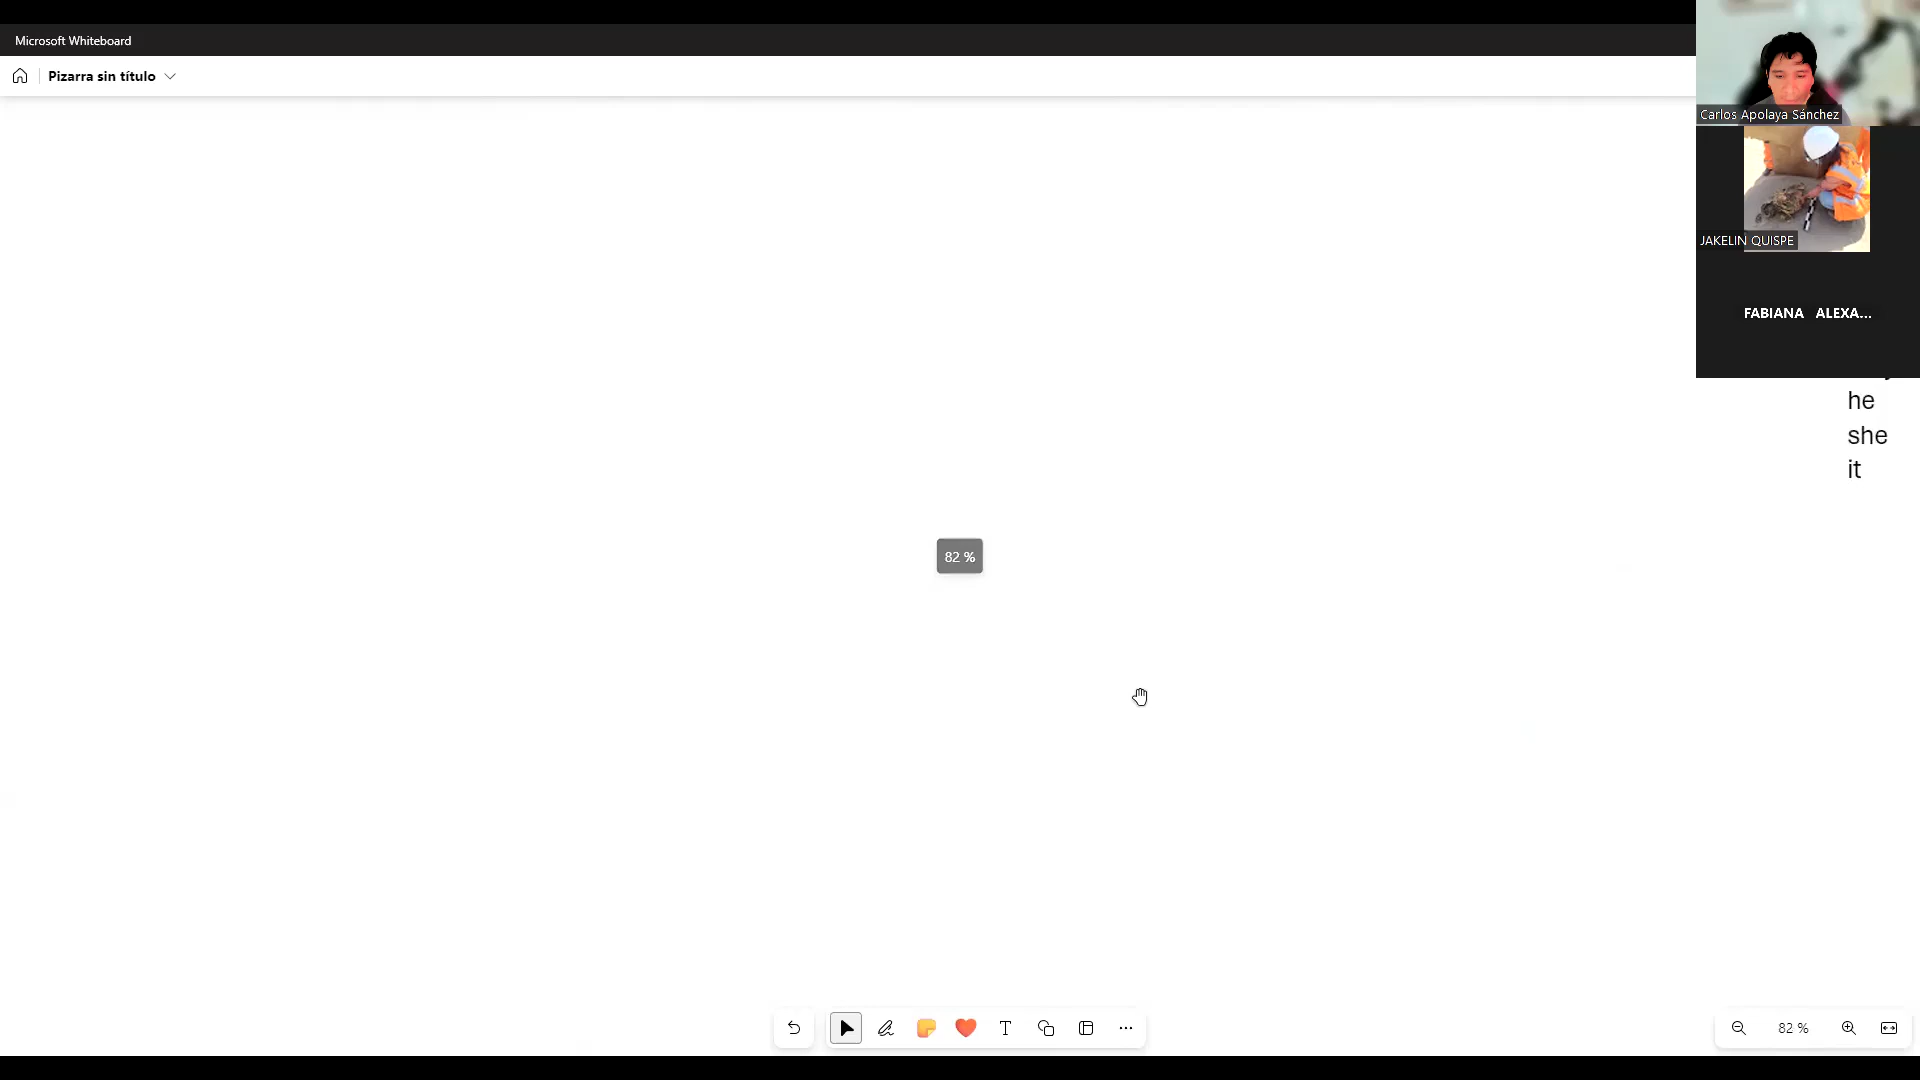 Microsoft Whiteboard
Pizarra sin título
Carlos Apolaya Sánchez
JAKELIN QUISPE
FABIANA ALEXA...
he
she
it
82 %
82 %